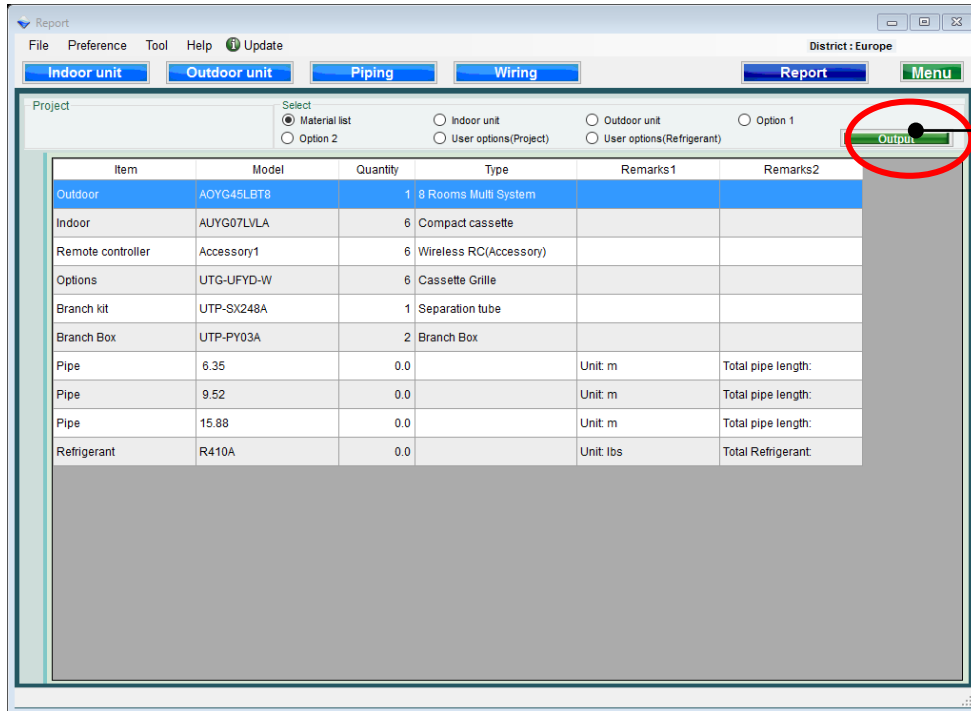 Report
File Preference Tool Help Update District : Europe
Indoor unit Outdoor unit Piping Wiring Report Menu
Project Select
Material list Indoor unit Outdoor unit Option 1
Option 2 User options(Project) User options(Refrigerant) Output
Item Model Quantity Type Remarks1 Remarks2
Outdoor AOYG45LBT8 1 8 Rooms Multi System
Indoor AUYG07LVLA 6 Compact cassette
Remote controller Accessory1 6 Wireless RC(Accessory)
Options UTG-UFYD-W 6 Cassette Grille
Branch kit UTP-SX248A 1 Separation tube
Branch Box UTP-PY03A 2 Branch Box
Pipe 6.35 0.0 Unit: m Total pipe length:
Pipe 9.52 0.0 Unit: m Total pipe length:
Pipe 15.88 0.0 Unit: m Total pipe length:
Refrigerant R410A 0.0 Unit: lbs Total Refrigerant: